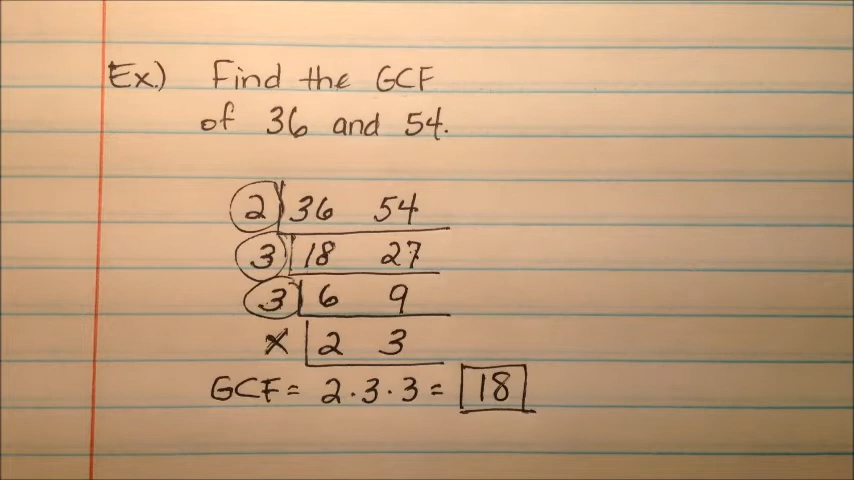 Ex.) Find the GCF
of 36 and 54.
2 36 54
3 18 27
3 6 9
x 2 3
GCF = 2 · 3 · 3 = 18